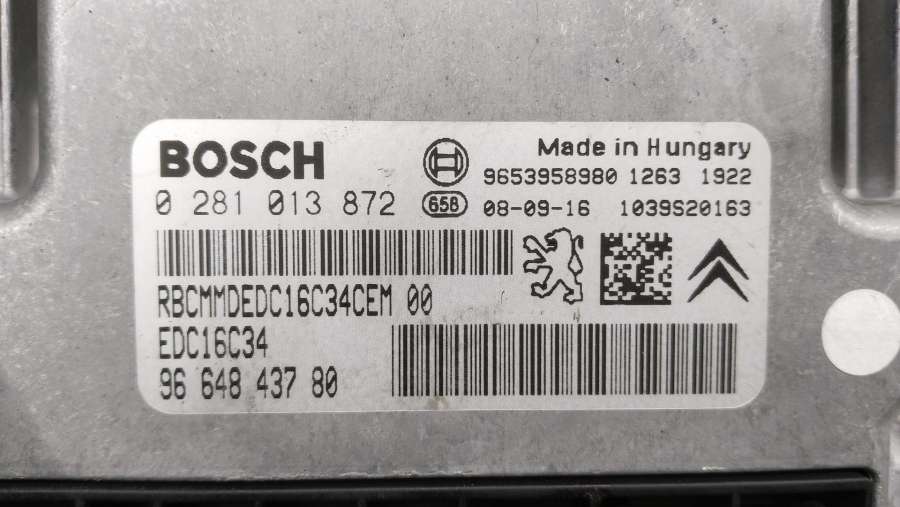 BOSCH
Made in Hungary
9653958980 1263 1922
0 281 013 872
658
08-09-16 1039S20163
RBCMMDEDC16C34CEM 00
EDC16C34
96 648 437 80